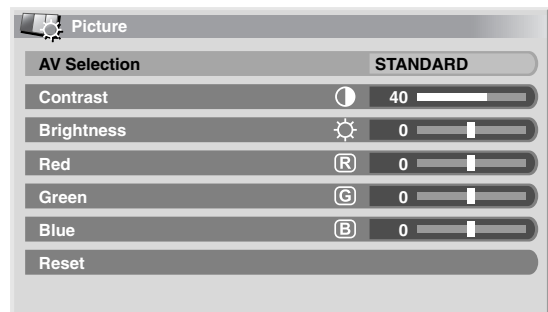 Picture
AV Selection STANDARD
Contrast 40
Brightness 0
Red R 0
Green G 0
Blue B 0
Reset